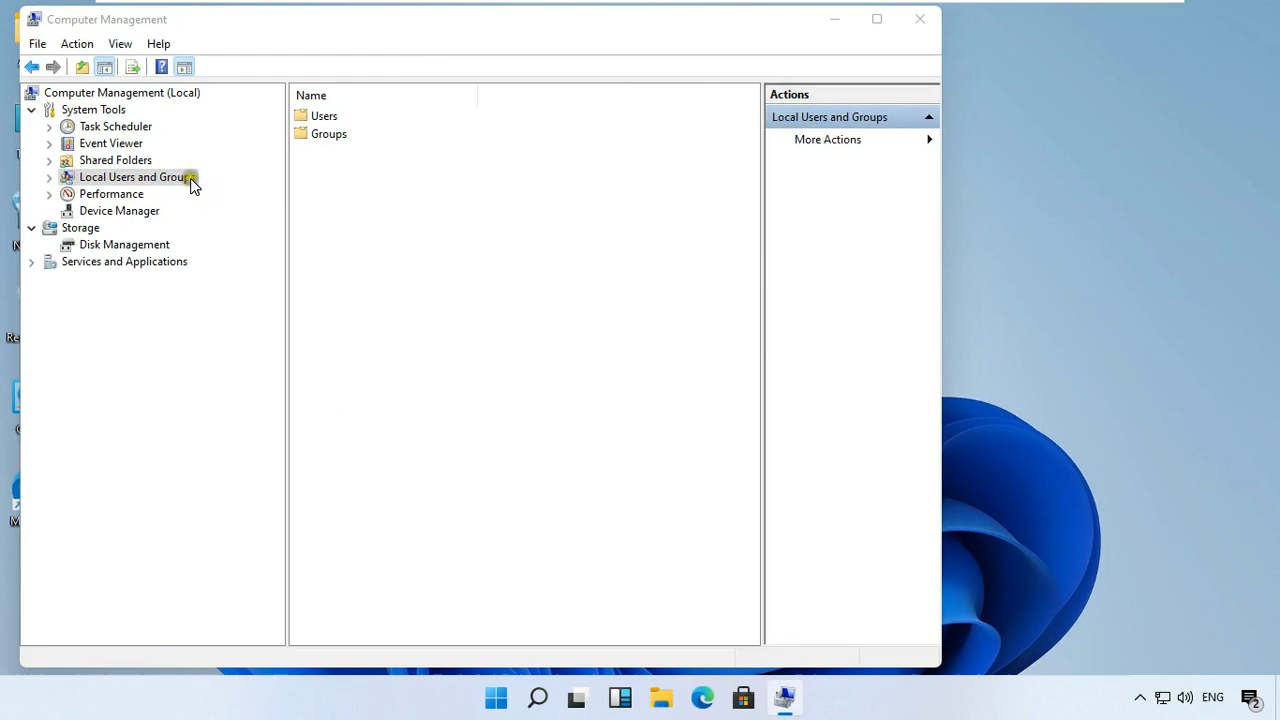 Computer Management
File Action View Help
Computer Management (Local)
System Tools
Task Scheduler
Event Viewer
Shared Folders
Local Users and Groups
Performance
Device Manager
Storage
Disk Management
Services and Applications
Name
Users
Groups
Actions
Local Users and Groups
More Actions
ENG
2